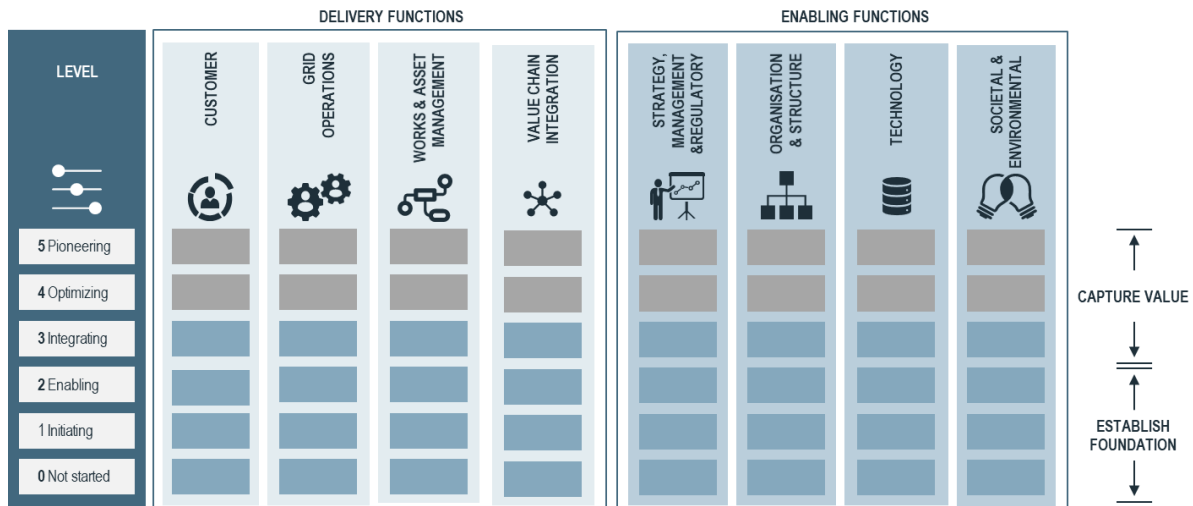 DELIVERY FUNCTIONS
ENABLING FUNCTIONS
LEVEL
CUSTOMER
GRID
OPERATIONS
WORKS & ASSET
MANAGEMENT
VALUE CHAIN
INTEGRATION
STRATEGY,
MANAGEMENT
&REGULATORY
ORGANISATION
& STRUCTURE
TECHNOLOGY
SOCIETAL &
ENVIRONMENTAL
5 Pioneering
4 Optimizing
3 Integrating
2 Enabling
1 Initiating
0 Not started
CAPTURE VALUE
ESTABLISH
FOUNDATION